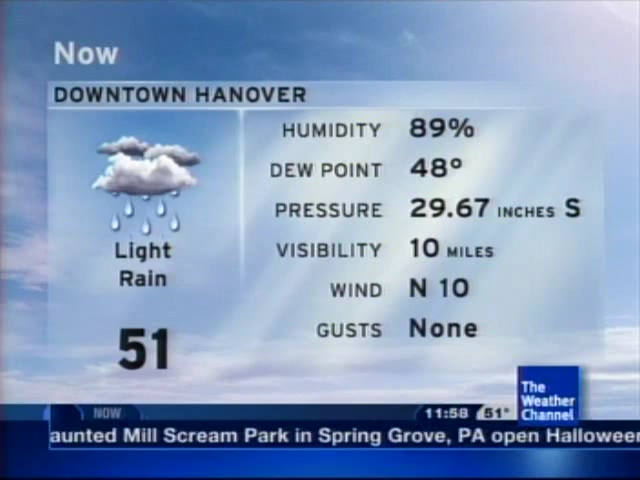 Now
DOWNTOWN HANOVER
HUMIDITY 89%
DEW POINT 48°
PRESSURE 29.67 INCHES S
VISIBILITY 10 MILES
WIND N 10
GUSTS None
Light
Rain
51
The
Weather
Channel
NOW 11:58 51°
aunted Mill Scream Park in Spring Grove, PA open Halloween